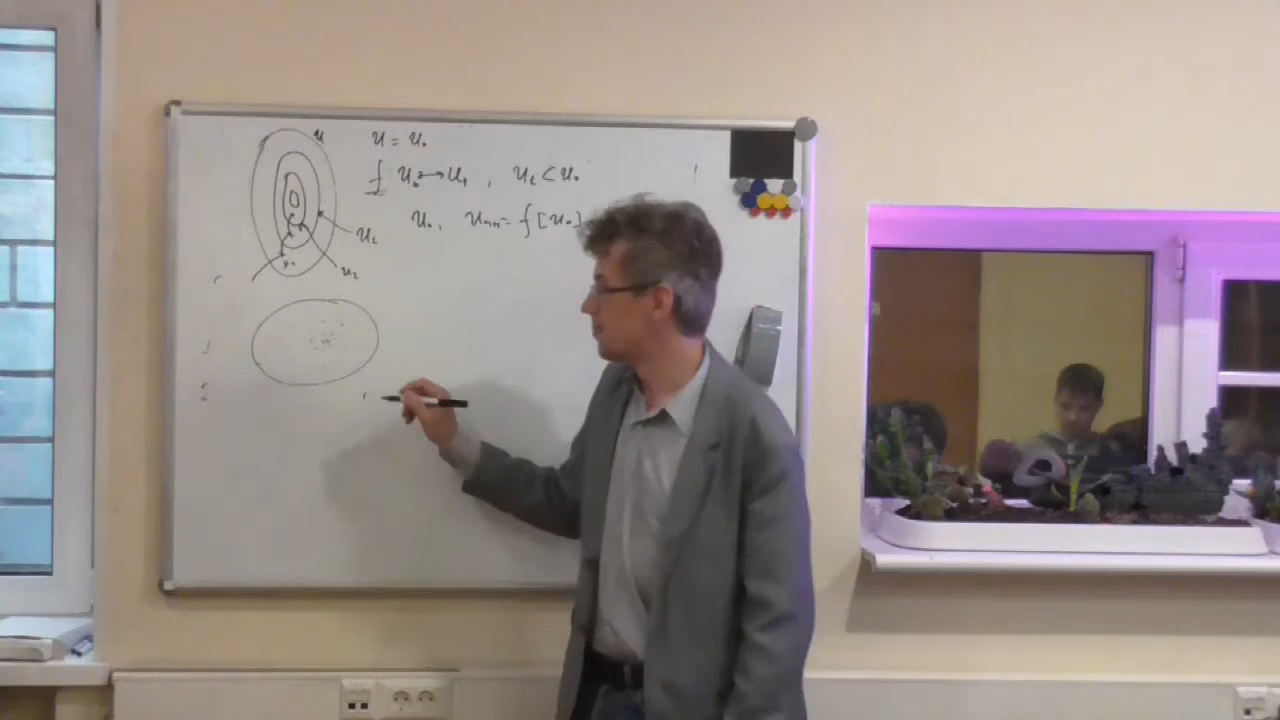 U
U = U₀
f U₀ → U₁ , U₁ ⊂ U₀
U₀, Uₙ₊₁ = f [Uₙ]
U₁
U₂